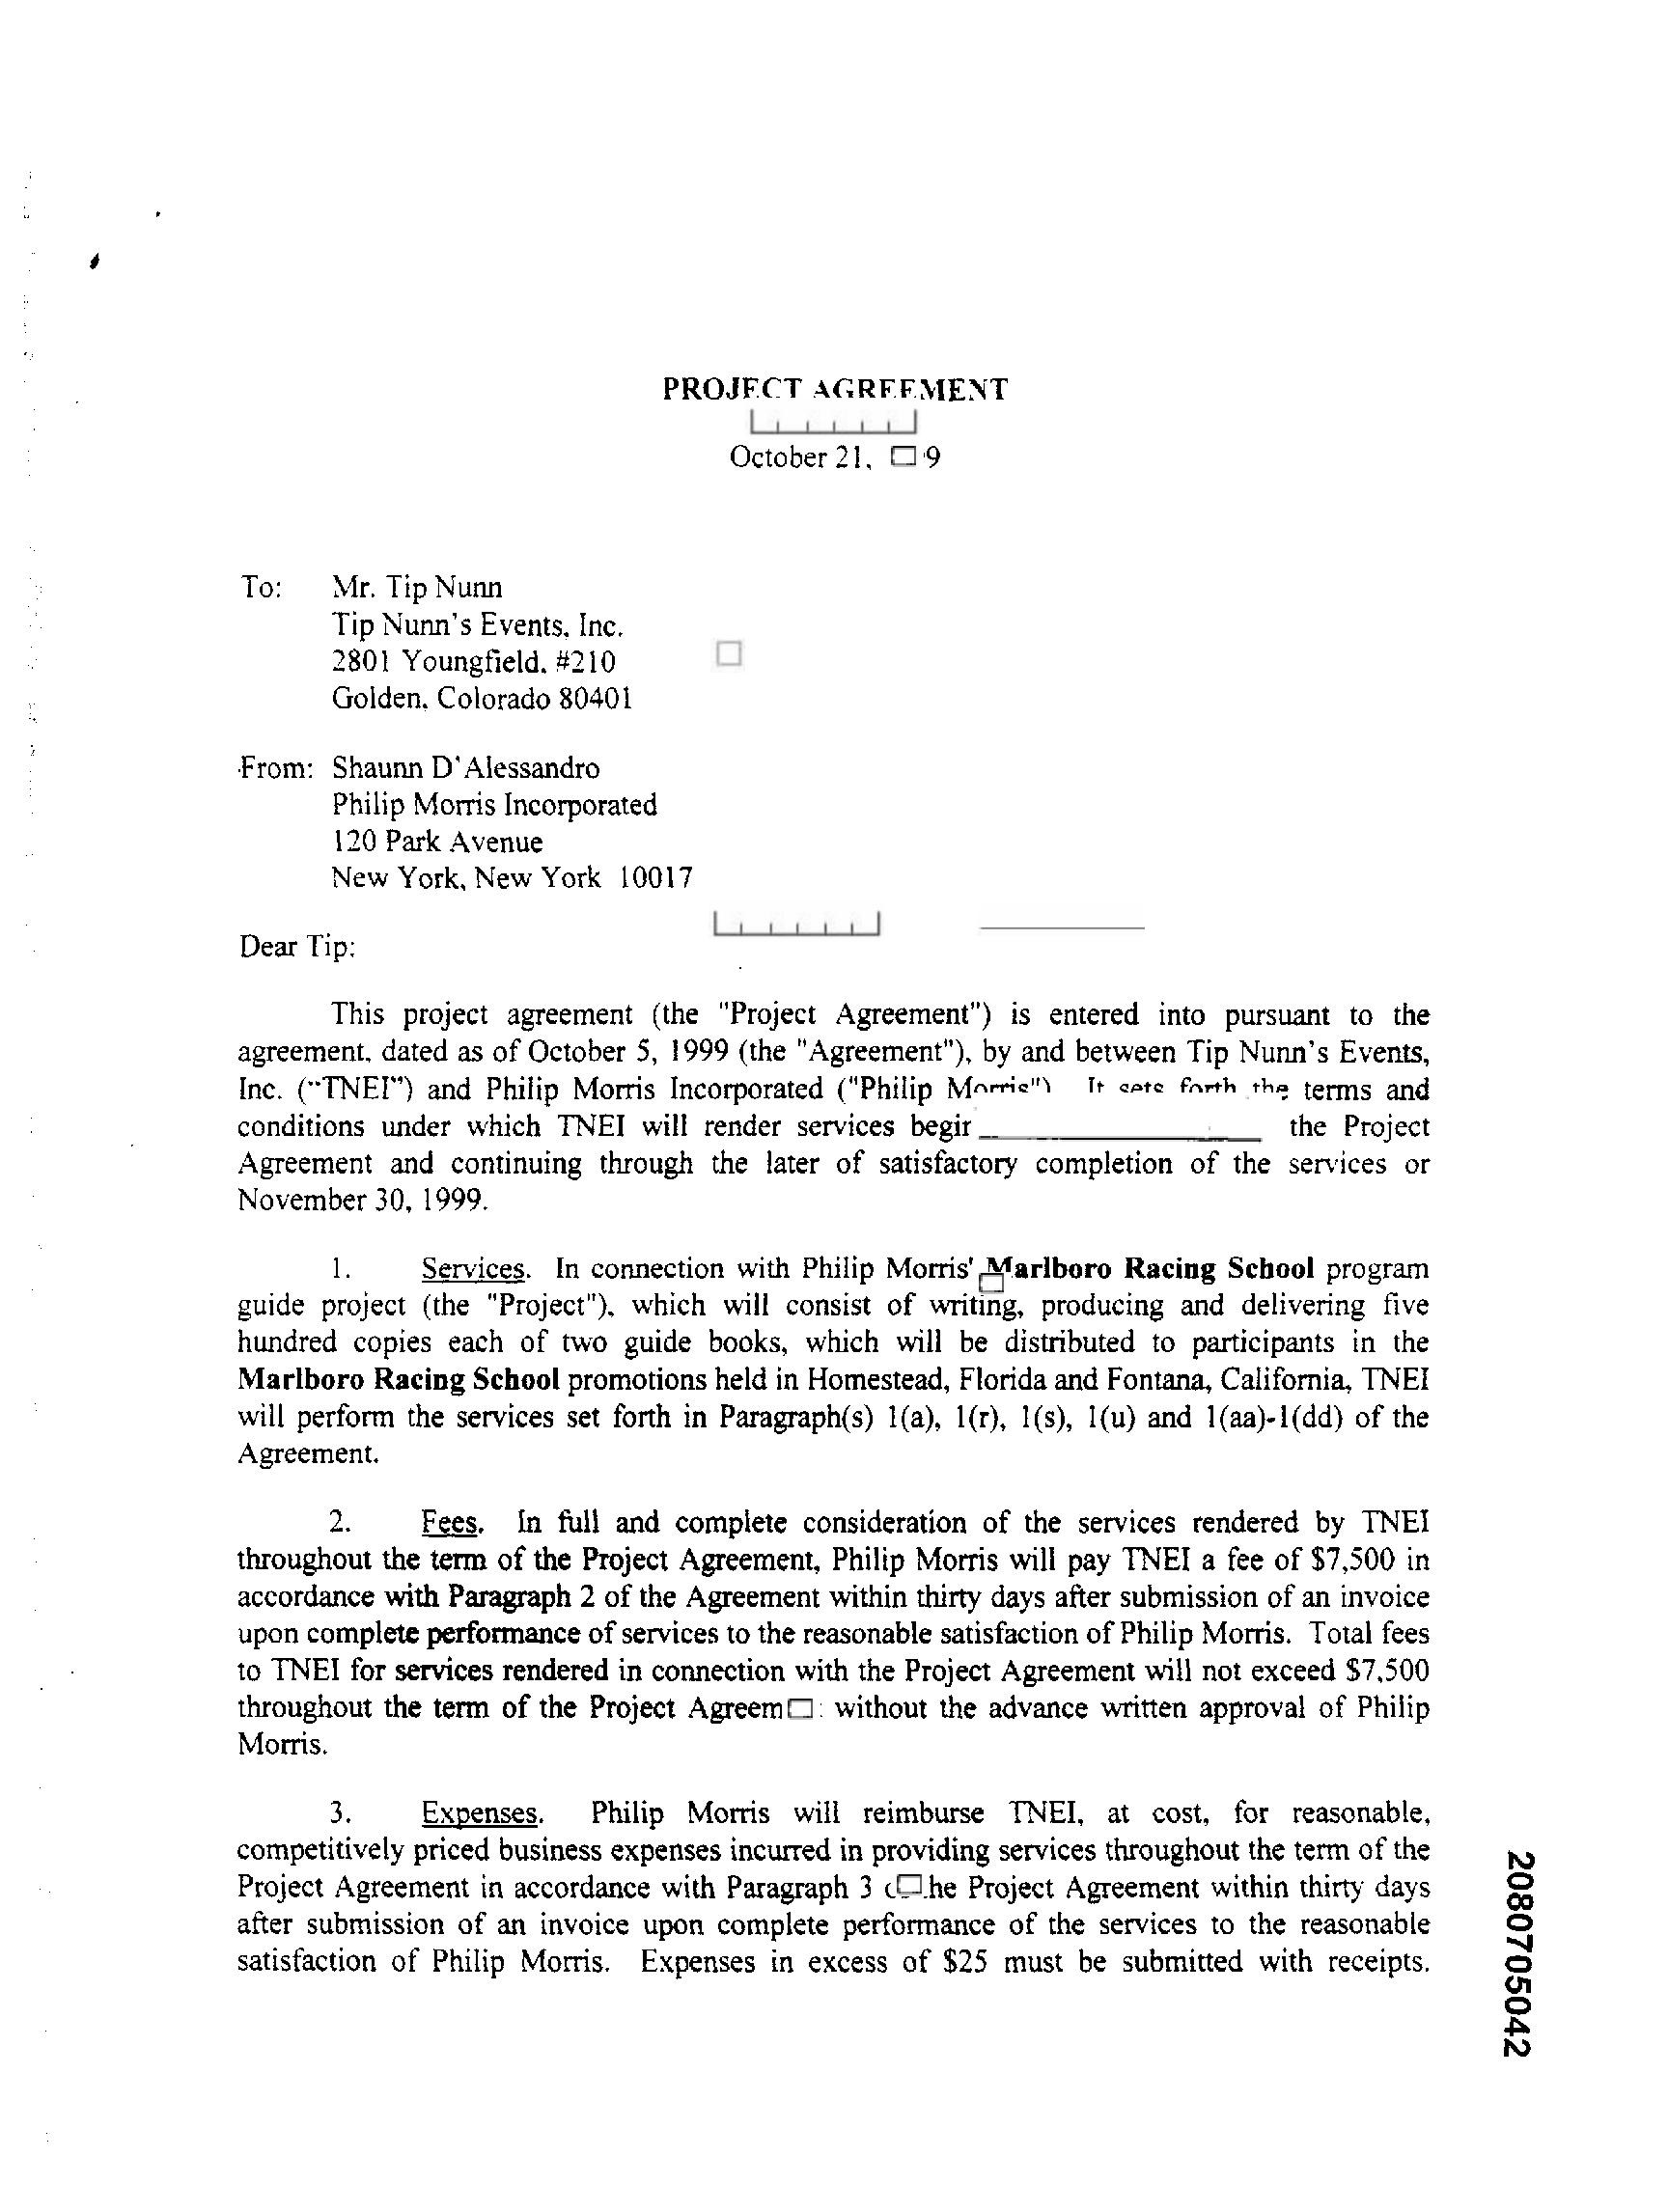 PROJECT AGREEMENT
October 21, 9
To: Mr. Tip Nunn
Tip Nunn's Events, Inc.
2801 Youngfield, #210
Golden, Colorado 80401
From: Shaunn D'Alessandro
Philip Morris Incorporated
120 Park Avenue
New York, New York 10017
Dear Tip:
This project agreement (the "Project Agreement") is entered into pursuant to the
agreement, dated as of October 5, 1999 (the "Agreement"), by and between Tip Nunn's Events,
Inc. ("TNEI") and Philip Morris Incorporated ("Philip Morris") It sets forth the terms and
conditions under which TNEI will render services the Project
Agreement and continuing through the later of satisfactory completion of the services or
November 30, 1999.
1. Services. In connection with Philip Morris' Marlboro Racing School program
guide project (the "Project"), which will consist of writing, producing and delivering five
hundred copies each of two guide books, which will be distributed to participants in the
Marlboro Racing School promotions held in Homestead, Florida and Fontana, California, TNEI
will perform the services set forth in Paragraph(s) 1(a), 1(r), 1(s), 1(u) and 1(aa)-1(dd) of the
Agreement.
2. Fees. In full and complete consideration of the services rendered by TNEI
throughout the term of the Project Agreement, Philip Morris will pay TNEI a fee of $7,500 in
accordance with Paragraph 2 of the Agreement within thirty days after submission of an invoice
upon complete performance of services to the reasonable satisfaction of Philip Morris. Total fees
to TNEI for services rendered in connection with the Project Agreement will not exceed $7,500
throughout the term of the Project without the advance written approval of Philip
Morris.
3. Expenses. Philip Morris will reimburse TNEI, at cost, for reasonable,
competitively priced business expenses incurred in providing services throughout the term of the
Project Agreement in accordance with Paragraph 3 he Project Agreement within thirty days
after submission of an invoice upon complete performance of the services to the reasonable
satisfaction of Philip Morris. Expenses in excess of $25 must be submitted with receipts.
2080705042